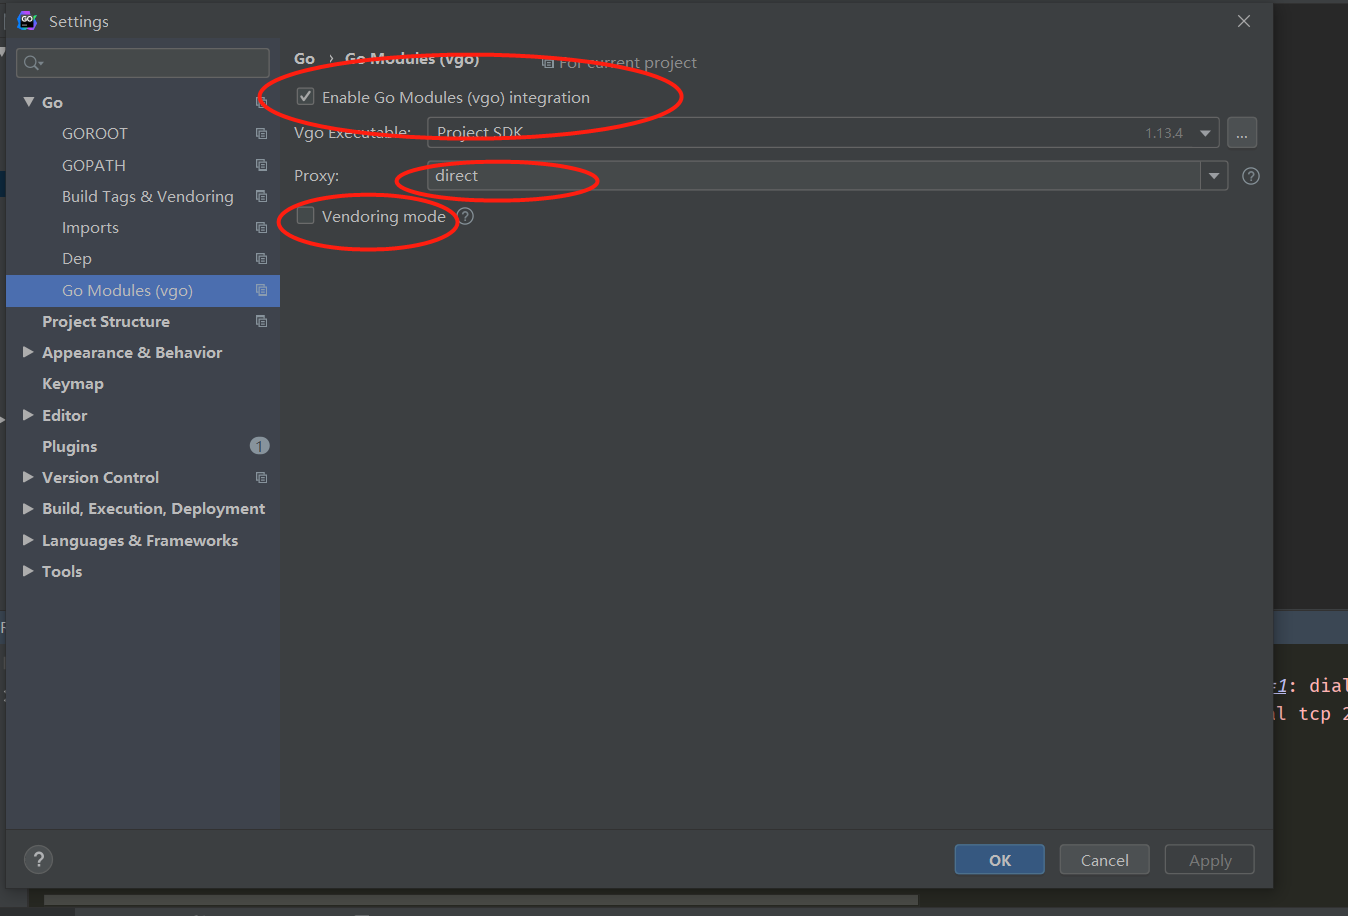 Settings
Go › Go Modules (vgo)
For current project
Enable Go Modules (vgo) integration
Vgo Executable: Project SDK 1.13.4 ...
Proxy: direct ?
Vendoring mode ?
Go
GOROOT
GOPATH
Build Tags & Vendoring
Imports
Dep
Go Modules (vgo)
Project Structure
Appearance & Behavior
Keymap
Editor
Plugins 1
Version Control
Build, Execution, Deployment
Languages & Frameworks
Tools
=1: dial
l tcp 2
? OK Cancel Apply